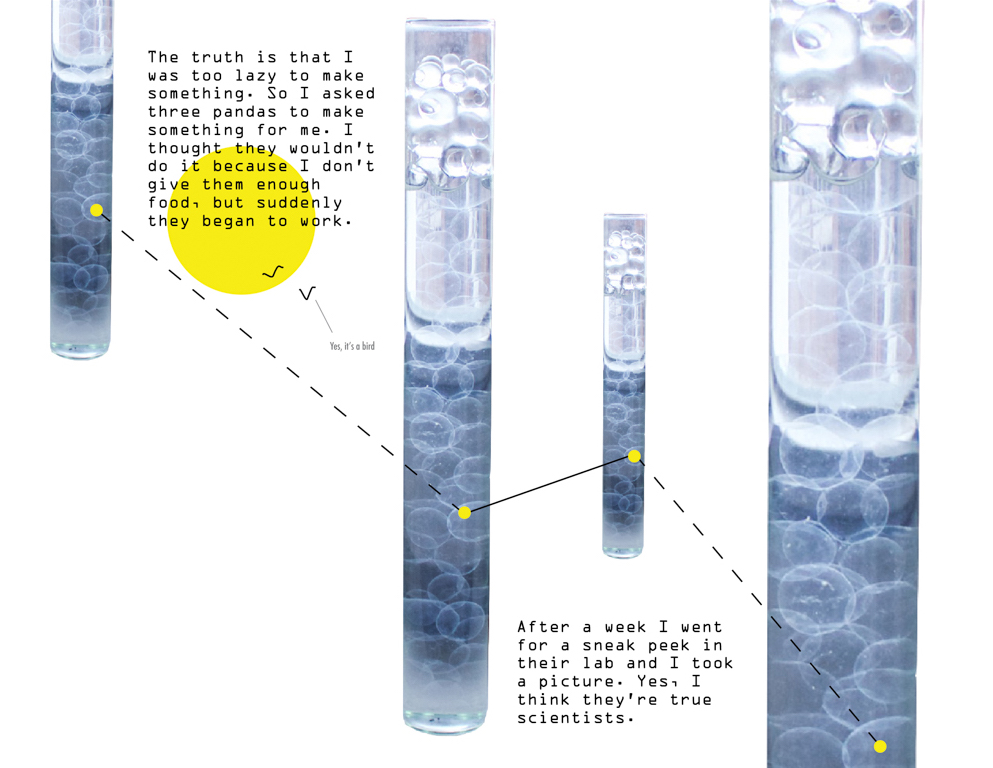 The truth is that I
was too lazy to make
something. So I asked
three pandas to make
something for me. I
thought they wouldn't
do it because I don't
give them enough
food, but suddenly
they began to work.
Yes, it's a bird
After a week I went
for a sneak peek in
their lab and I took
a picture. Yes, I
think they're true
scientists.